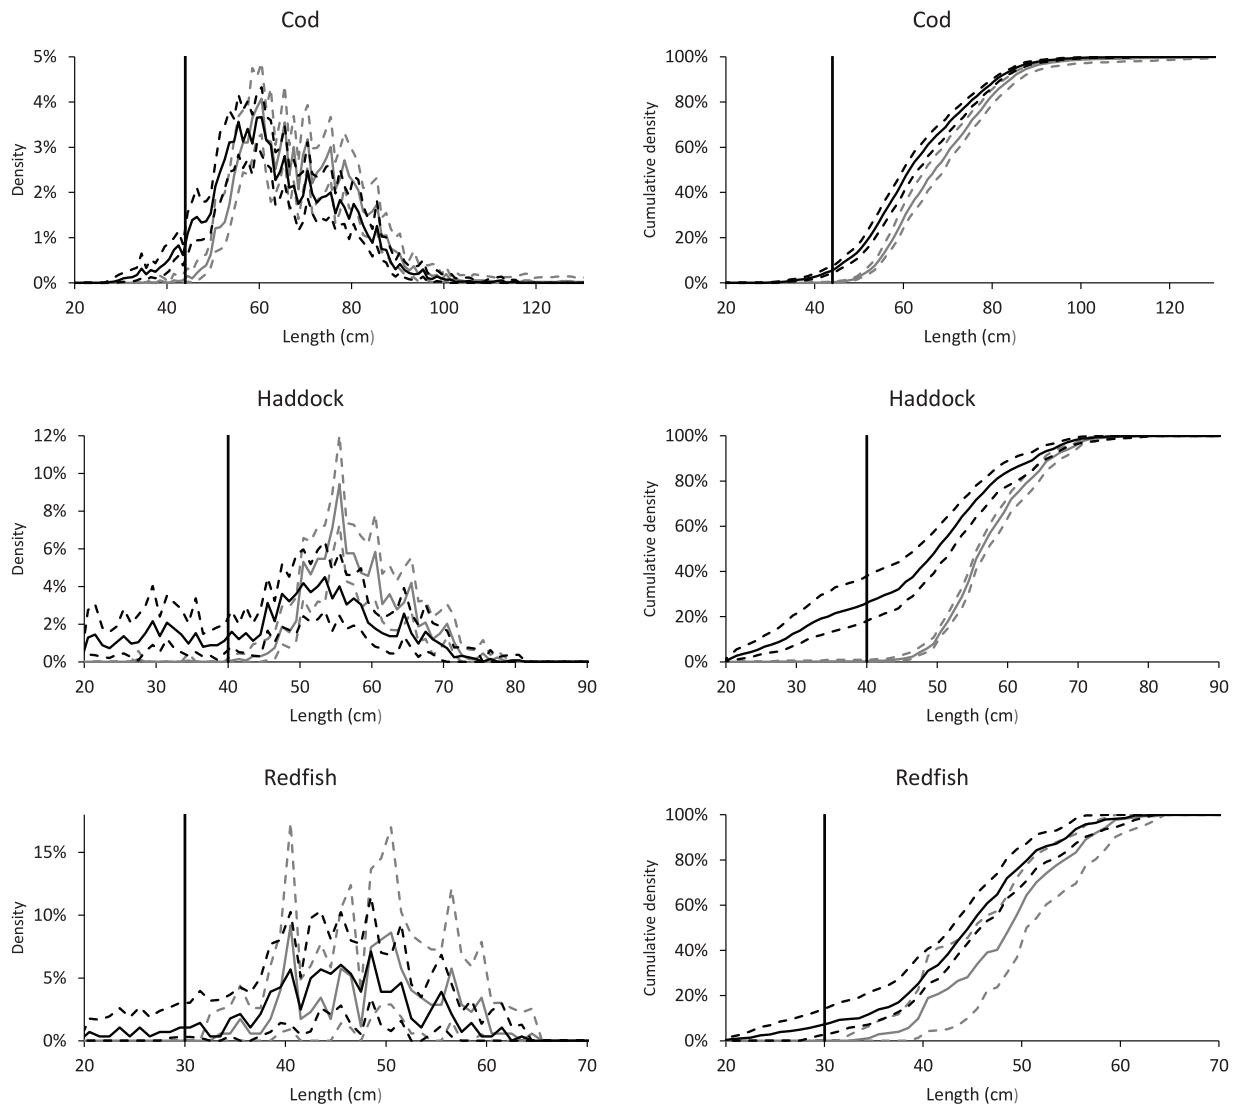 Cod
5%
4%
3%
2%
1%
0%
Density
20 40 60 80 100 120
Length (cm)
Cod
100%
80%
60%
40%
20%
0%
Cumulative density
20 40 60 80 100 120
Length (cm)
Haddock
12%
10%
8%
6%
4%
2%
0%
Density
20 30 40 50 60 70 80 90
Length (cm)
Haddock
100%
80%
60%
40%
20%
0%
Cumulative density
20 30 40 50 60 70 80 90
Length (cm)
Redfish
15%
10%
5%
0%
Density
20 30 40 50 60 70
Length (cm)
Redfish
100%
80%
60%
40%
20%
0%
Cumulative density
20 30 40 50 60 70
Length (cm)